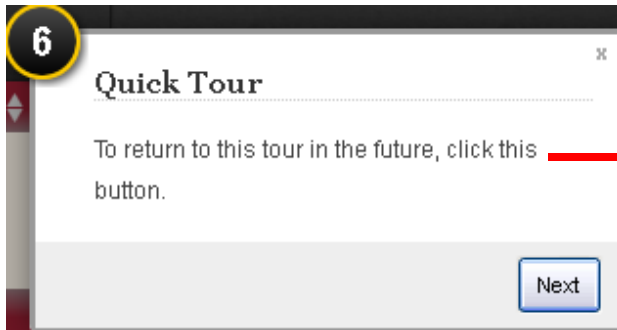 6
x
Quick Tour
To return to this tour in the future, click this
button.
Next